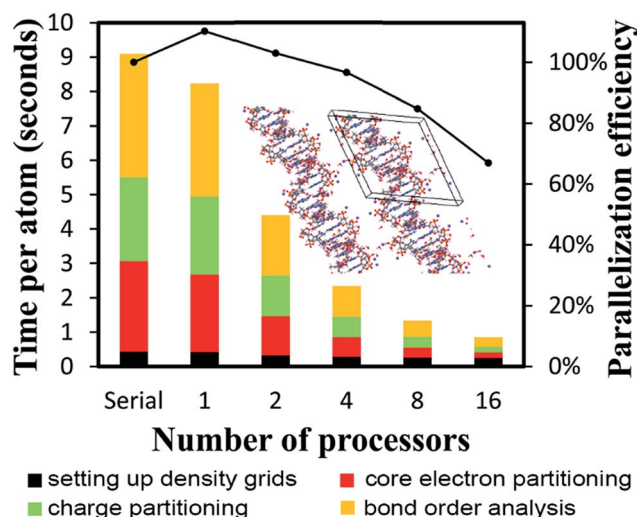 Time per atom (seconds)
10
9
8
7
6
5
4
3
2
1
0
100%
80%
60%
40%
20%
0%
Parallelization efficiency
Serial 1 2 4 8 16
Number of processors
setting up density grids core electron partitioning
charge partitioning bond order analysis